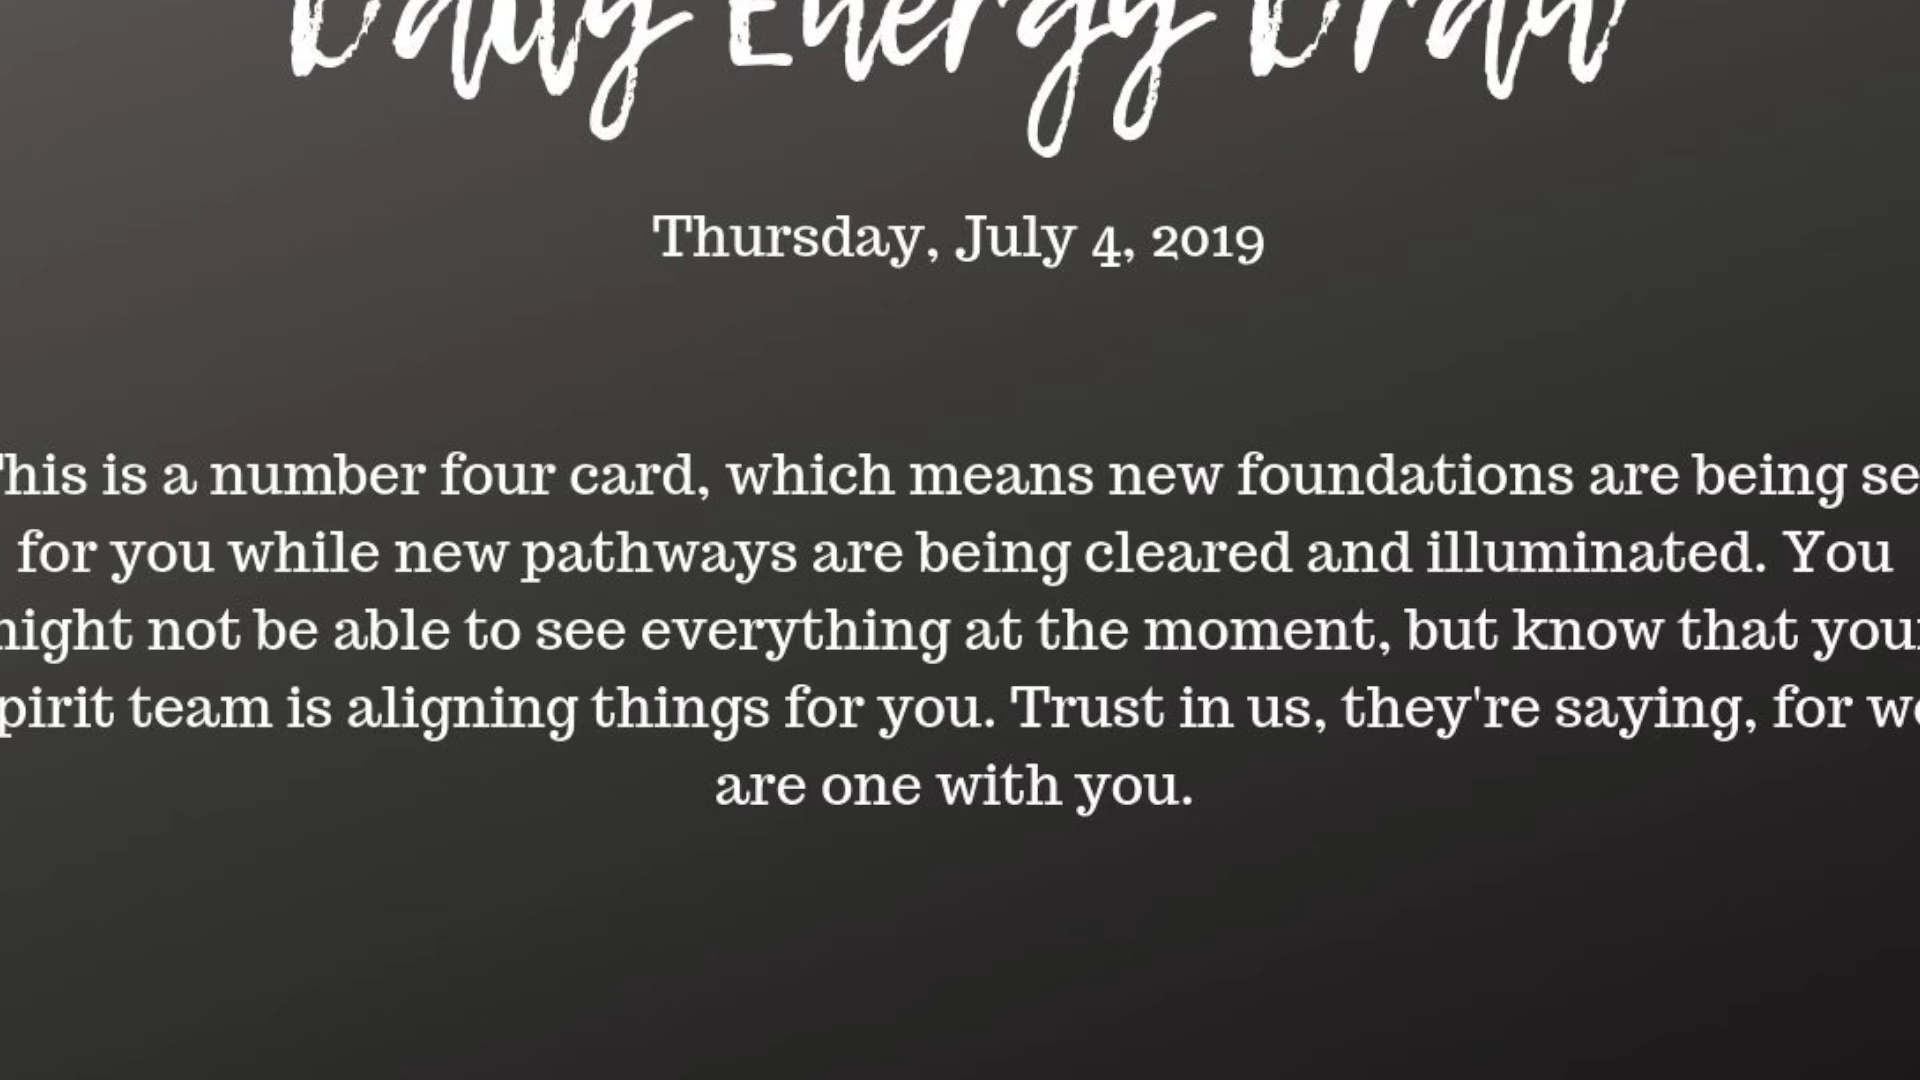 Daily Energy Draw
Thursday, July 4, 2019
This is a number four card, which means new foundations are being se
for you while new pathways are being cleared and illuminated. You
might not be able to see everything at the moment, but know that your
spirit team is aligning things for you. Trust in us, they're saying, for we
are one with you.